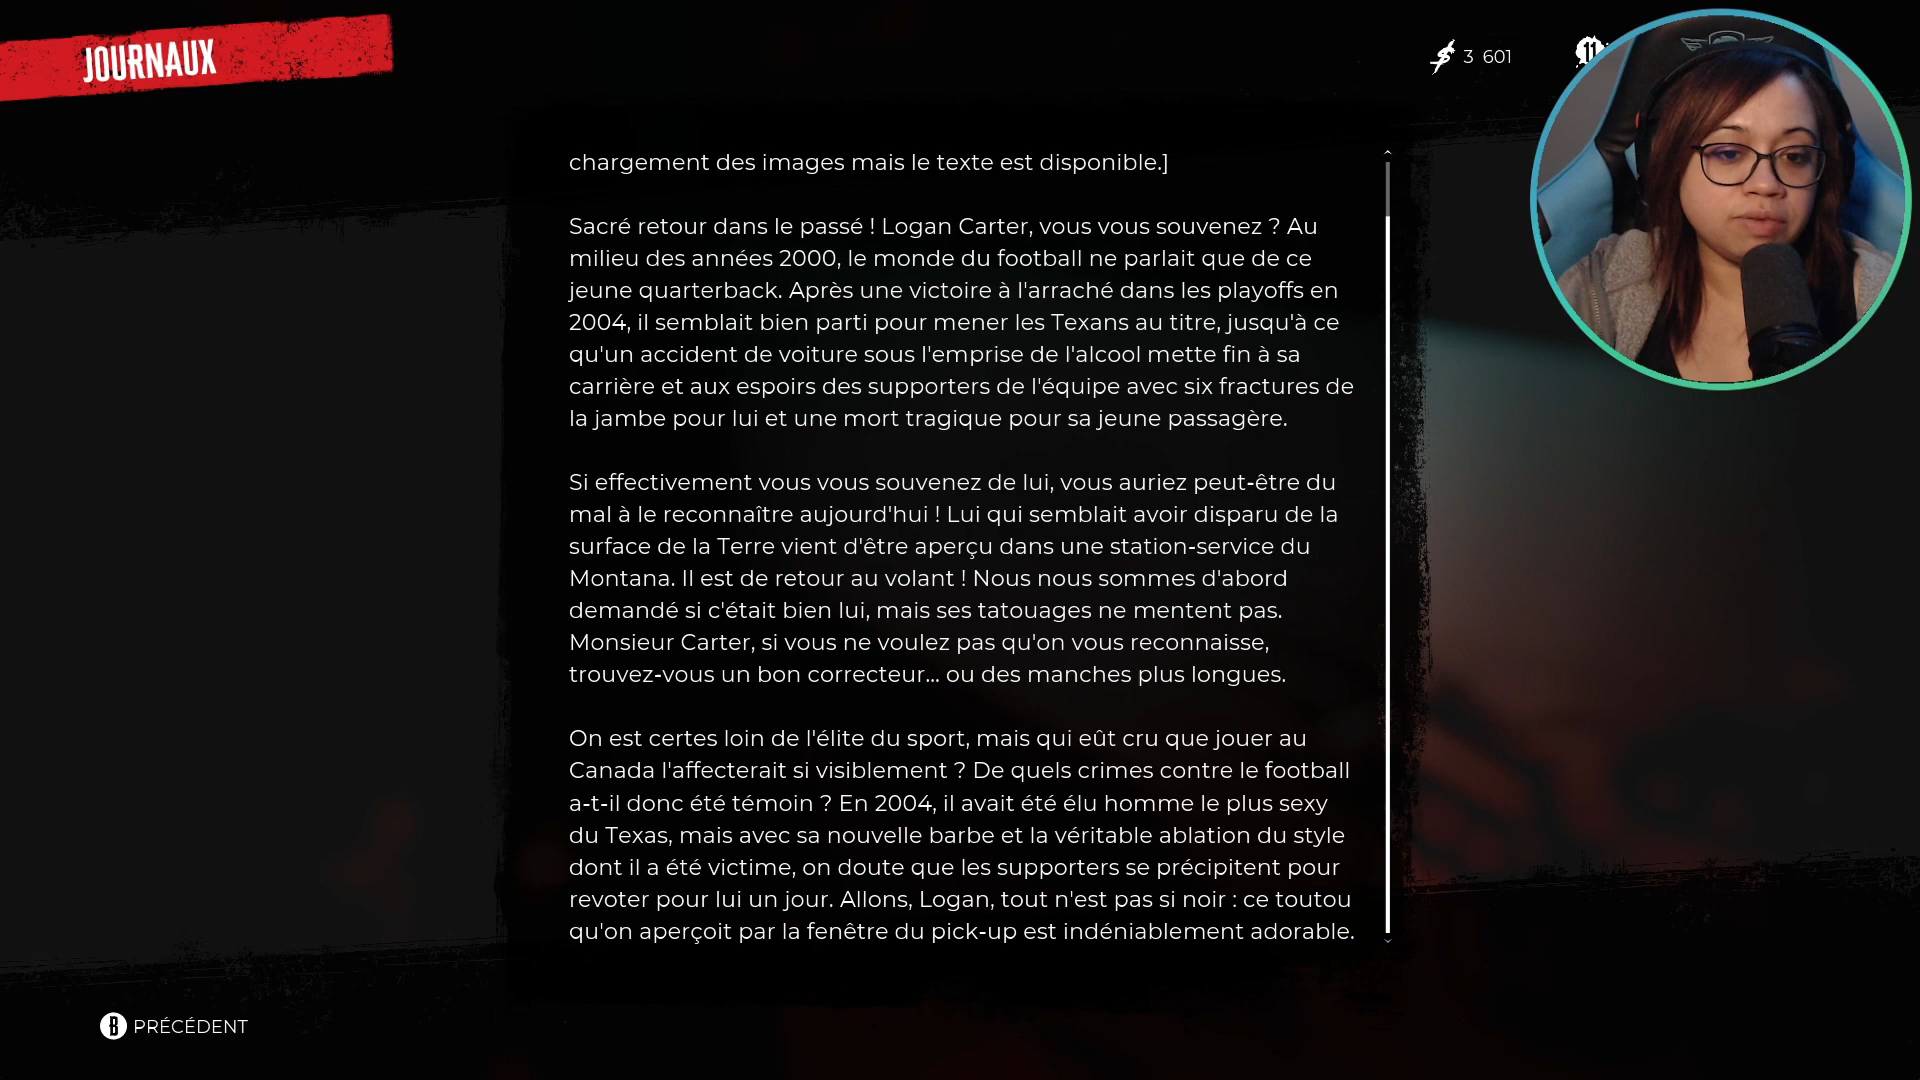 JOURNAUX
3 601
11
chargement des images mais le texte est disponible.]
Sacré retour dans le passé ! Logan Carter, vous vous souvenez ? Au
milieu des années 2000, le monde du football ne parlait que de ce
jeune quarterback. Après une victoire à l'arraché dans les playoffs en
2004, il semblait bien parti pour mener les Texans au titre, jusqu'à ce
qu'un accident de voiture sous l'emprise de l'alcool mette fin à sa
carrière et aux espoirs des supporters de l'équipe avec six fractures de
la jambe pour lui et une mort tragique pour sa jeune passagère.
Si effectivement vous vous souvenez de lui, vous auriez peut-être du
mal à le reconnaître aujourd'hui ! Lui qui semblait avoir disparu de la
surface de la Terre vient d'être aperçu dans une station-service du
Montana. Il est de retour au volant ! Nous nous sommes d'abord
demandé si c'était bien lui, mais ses tatouages ne mentent pas.
Monsieur Carter, si vous ne voulez pas qu'on vous reconnaisse,
trouvez-vous un bon correcteur... ou des manches plus longues.
On est certes loin de l'élite du sport, mais qui eût cru que jouer au
Canada l'affecterait si visiblement ? De quels crimes contre le football
a-t-il donc été témoin ? En 2004, il avait été élu homme le plus sexy
du Texas, mais avec sa nouvelle barbe et la véritable ablation du style
dont il a été victime, on doute que les supporters se précipitent pour
revoter pour lui un jour. Allons, Logan, tout n'est pas si noir : ce toutou
qu'on aperçoit par la fenêtre du pick-up est indéniablement adorable.
B PRÉCÉDENT